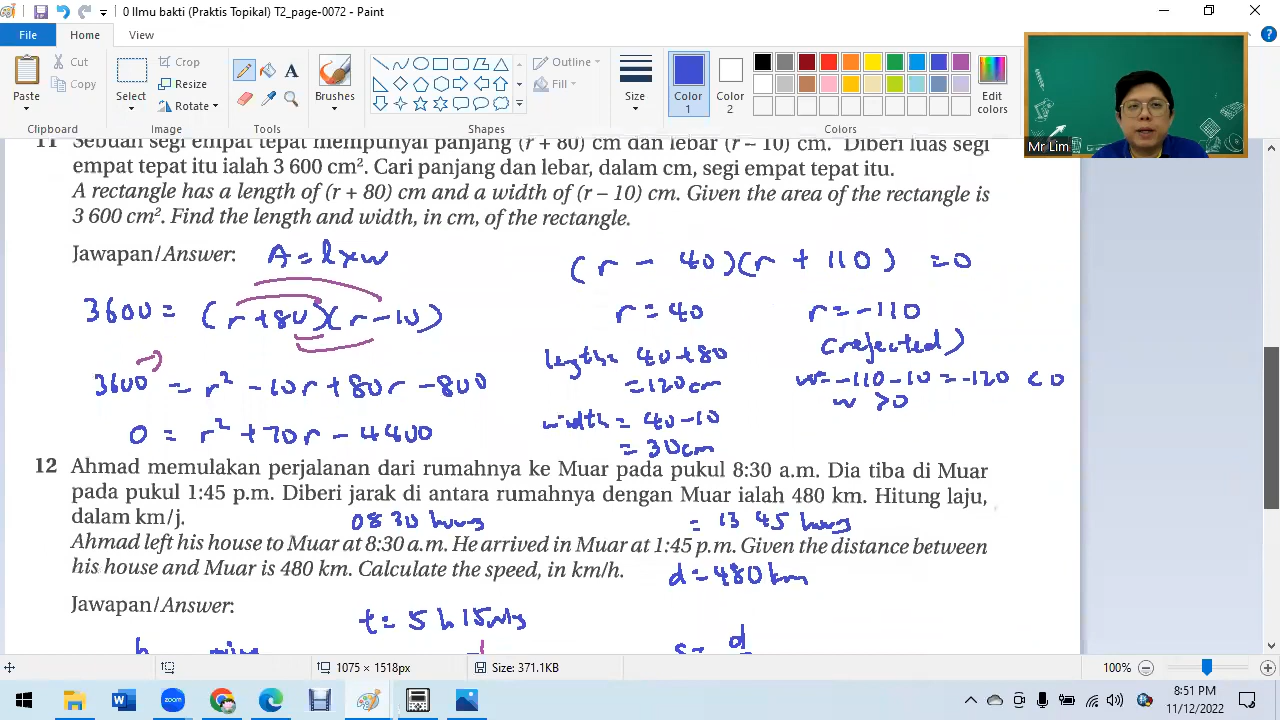 0 Ilmu bakti (Praktis Topikal) T2_page-0072 - Paint
File Home View
Paste
Cut
Copy
Clipboard
Select
Crop
Resize
Rotate
Image
A
Tools
Brushes
Shapes
Outline
Fill
Size
Color 1
Color 2
Colors
Edit colors
Mr Lim
11 Sebuah segi empat tepat mempunyai panjang (r + 80) cm dan lebar (r – 10) cm. Diberi luas segi
empat tepat itu ialah 3 600 cm². Cari panjang dan lebar, dalam cm, segi empat tepat itu.
A rectangle has a length of (r + 80) cm and a width of (r – 10) cm. Given the area of the rectangle is
3 600 cm². Find the length and width, in cm, of the rectangle.
Jawapan/Answer: A = l × w
3600 = (r + 80)(r - 10)
3600 = r² - 10r + 80r - 800
0 = r² + 70r - 4400
(r - 40)(r + 110) = 0
r = 40
length = 40 + 80
= 120 cm
width = 40 - 10
= 30 cm
r = -110
(rejected)
w = -110 - 10 = -120 < 0
w > 0
12 Ahmad memulakan perjalanan dari rumahnya ke Muar pada pukul 8:30 a.m. Dia tiba di Muar
pada pukul 1:45 p.m. Diberi jarak di antara rumahnya dengan Muar ialah 480 km. Hitung laju,
dalam km/j.
0830 hours = 1345 hours
Ahmad left his house to Muar at 8:30 a.m. He arrived in Muar at 1:45 p.m. Given the distance between
his house and Muar is 480 km. Calculate the speed, in km/h.
d = 480 km
Jawapan/Answer:
t = 5 h 15 mins
h mins
s = d
1075 × 1518px
Size: 371.1KB
100%
W
zoom
8:51 PM
11/12/2022